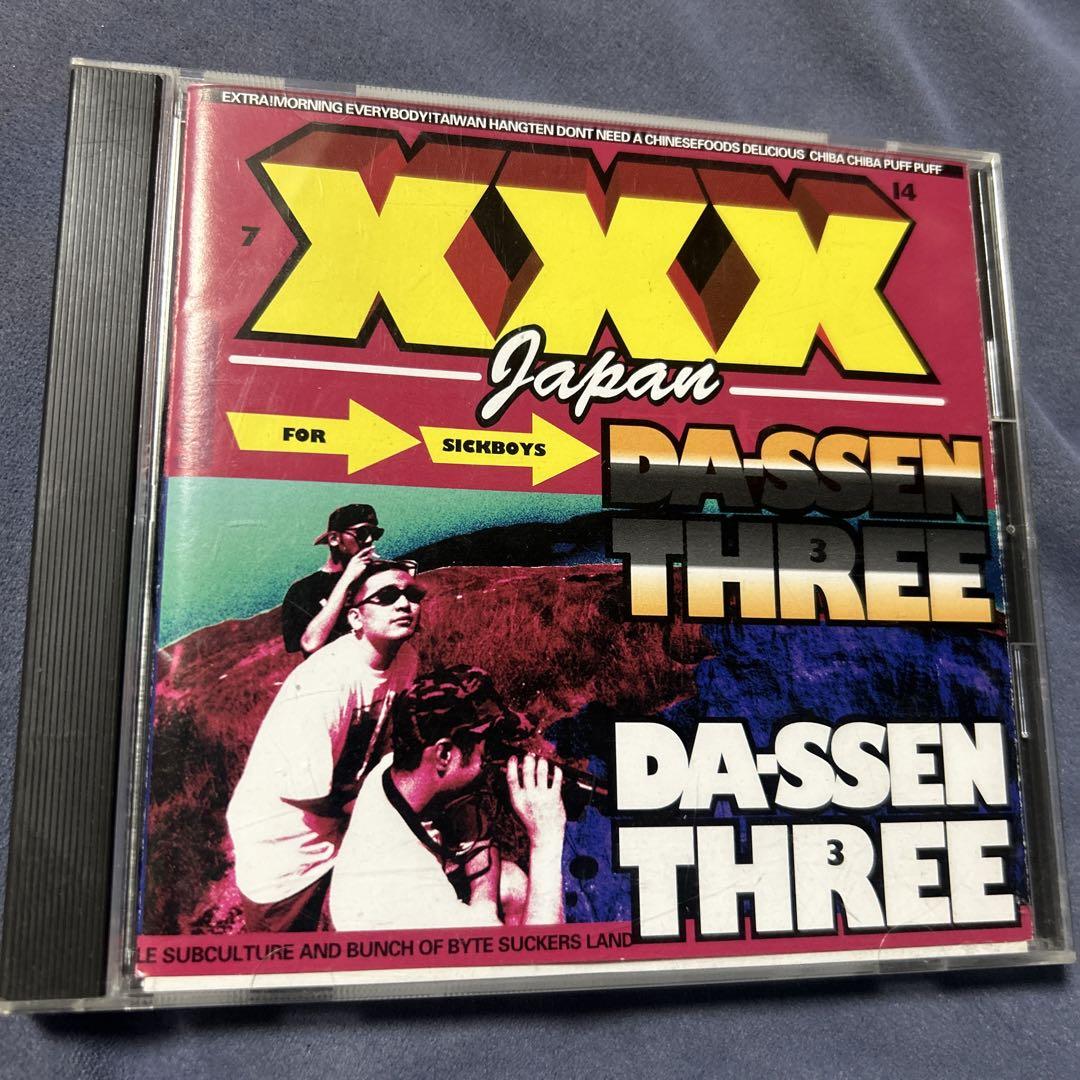 EXTRA!MORNING EVERYBODY!TAIWAN HANGTEN DONT NEED A CHINESEFOODS DELICIOUS CHIBA CHIBA PUFF PUFF
XXX
7
14
Japan
FOR
SICKBOYS
DA-SSEN
THREE
3
DA-SSEN
THREE
3
LE SUBCULTURE AND BUNCH OF BYTE SUCKERS LAND